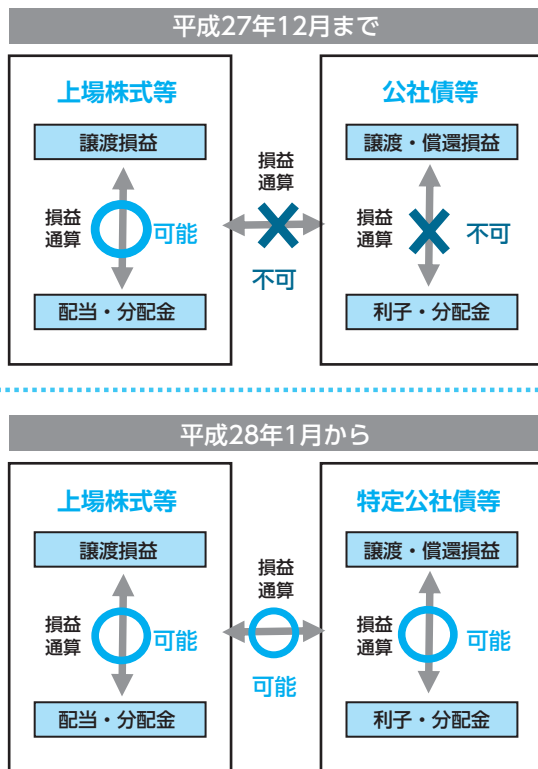 平成27年12月まで
上場株式等
譲渡損益
損益
通算
可能
配当・分配金
損益
通算
不可
公社債等
譲渡・償還損益
損益
通算
不可
利子・分配金
平成28年1月から
上場株式等
譲渡損益
損益
通算
可能
配当・分配金
損益
通算
可能
特定公社債等
譲渡・償還損益
損益
通算
可能
利子・分配金